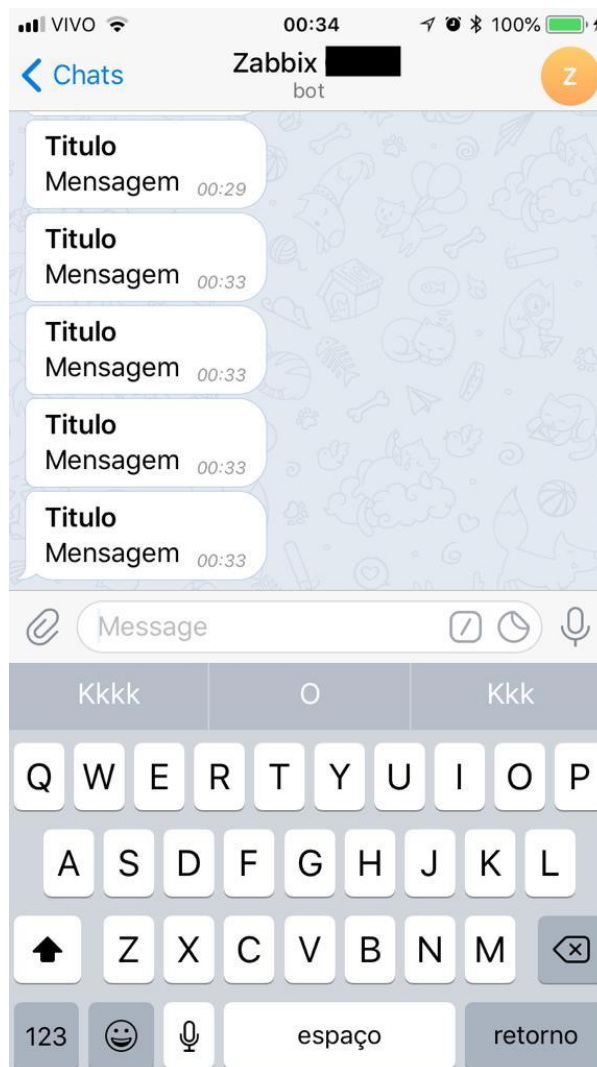 VIVO 00:34 100%
Chats Zabbix Z
bot
Titulo
Mensagem 00:29
Titulo
Mensagem 00:33
Titulo
Mensagem 00:33
Titulo
Mensagem 00:33
Titulo
Mensagem 00:33
Message
Kkkk O Kkk
Q W E R T Y U I O P
A S D F G H J K L
Z X C V B N M
123 espaço retorno